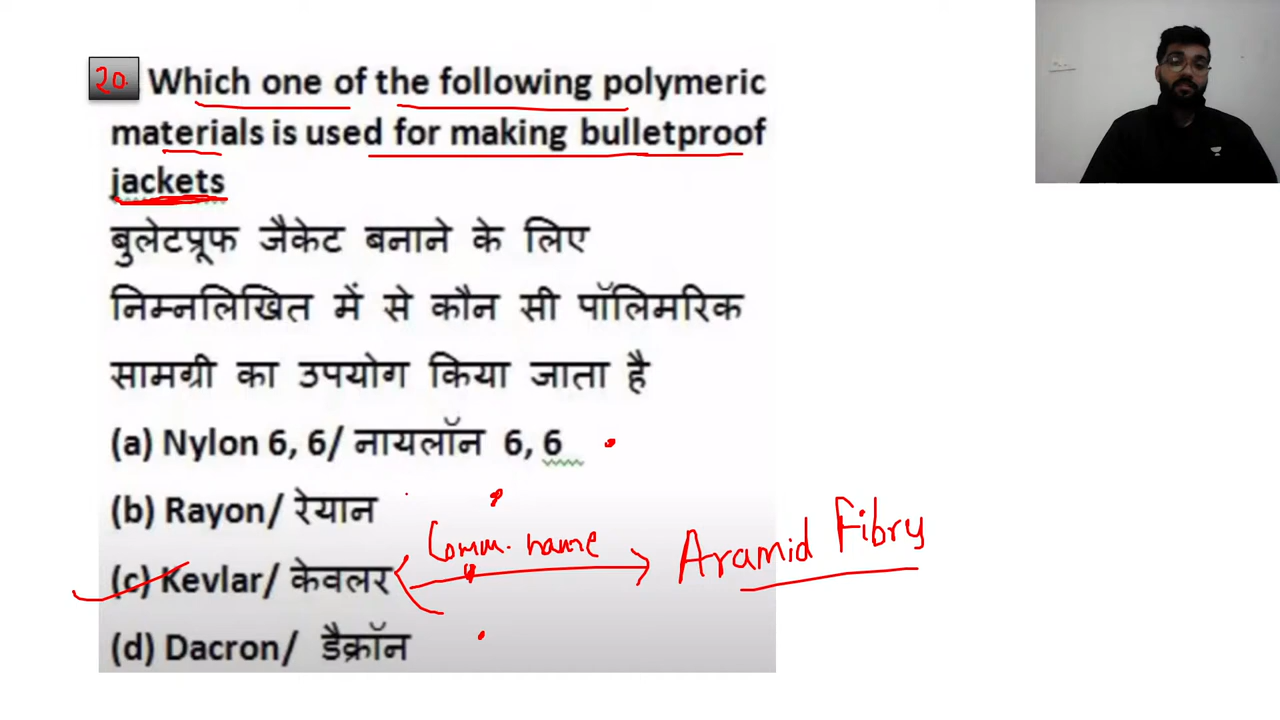 20. Which one of the following polymeric
materials is used for making bulletproof
jackets
बुलेटप्रूफ जैकेट बनाने के लिए
निम्नलिखित में से कौन सी पॉलिमरिक
सामग्री का उपयोग किया जाता है
(a) Nylon 6, 6/ नायलॉन 6, 6
(b) Rayon/ रेयान
(c) Kevlar/ केवलर
Comm. name
Aramid
(d) Dacron/ डैक्रॉन